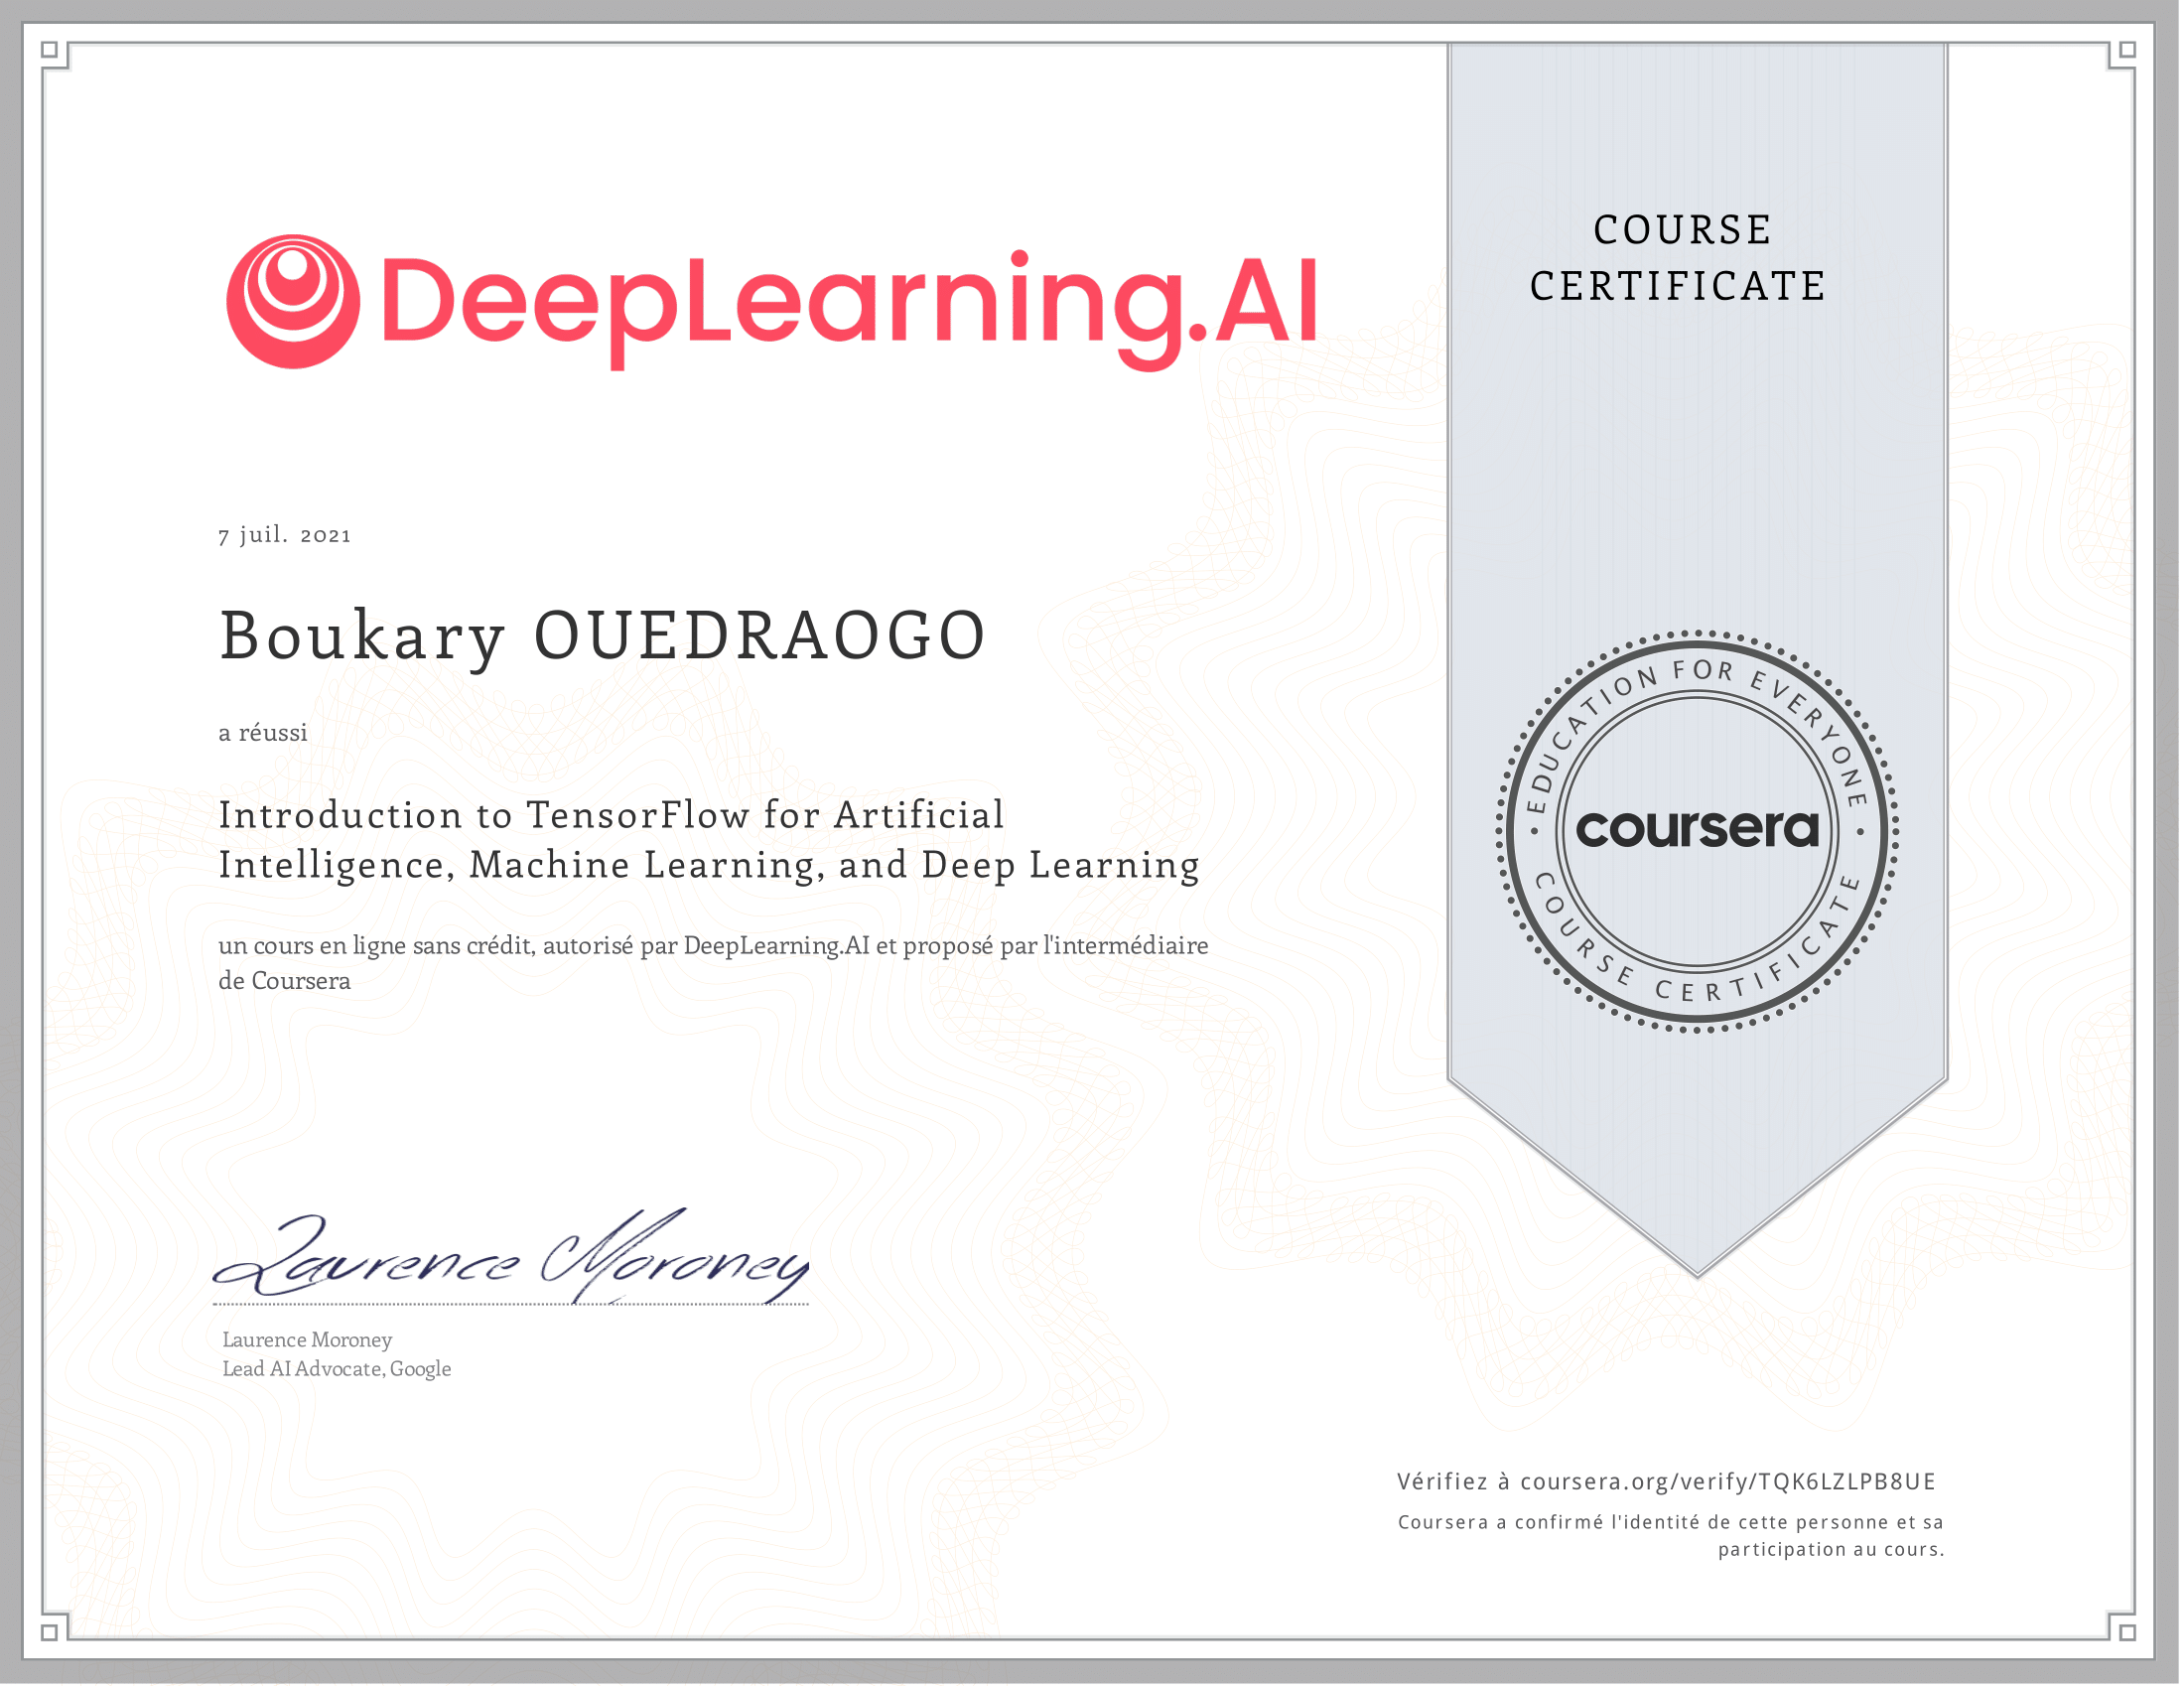 DeepLearning.AI
COURSE
CERTIFICATE
7 juil. 2021
Boukary OUEDRAOGO
a réussi
Introduction to TensorFlow for Artificial
Intelligence, Machine Learning, and Deep Learning
un cours en ligne sans crédit, autorisé par DeepLearning.AI et proposé par l'intermédiaire
de Coursera
EDUCATION FOR EVERYONE
coursera
COURSE CERTIFICATE
Laurence Moroney
Laurence Moroney
Lead AI Advocate, Google
Vérifiez à coursera.org/verify/TQK6LZLPB8UE
Coursera a confirmé l'identité de cette personne et sa
participation au cours.